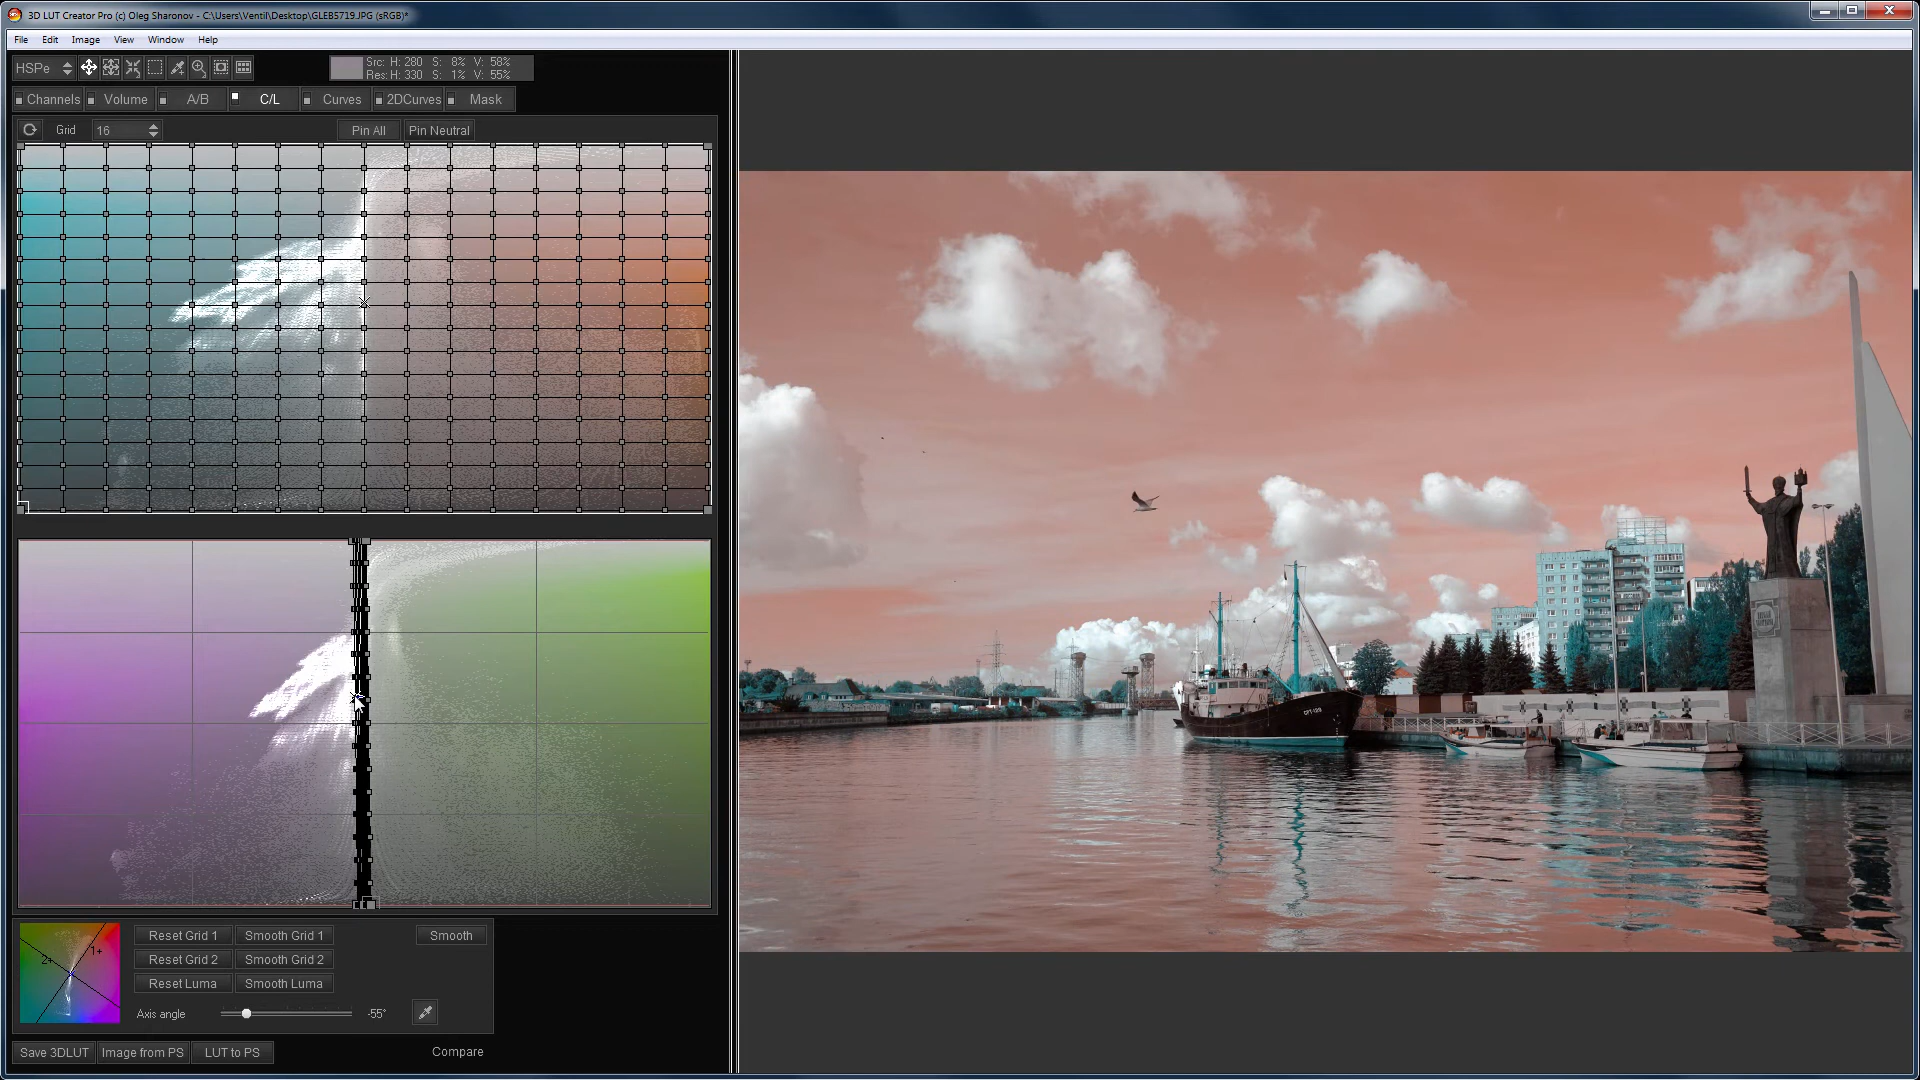 3D LUT Creator Pro (c) Oleg Sharonov - C:\Users\Ventil\Desktop\GLEB5719.JPG (sRGB)*
File Edit Image View Window Help
HSPe
Src: H: 280 S: 8% V: 58%
Res: H: 330 S: 1% V: 55%
Channels Volume A/B C/L Curves 2DCurves Mask
Grid 16 Pin All Pin Neutral
1+
2+
Reset Grid 1 Smooth Grid 1 Smooth
Reset Grid 2 Smooth Grid 2
Reset Luma Smooth Luma
Axis angle -55°
Save 3DLUT Image from PS LUT to PS Compare